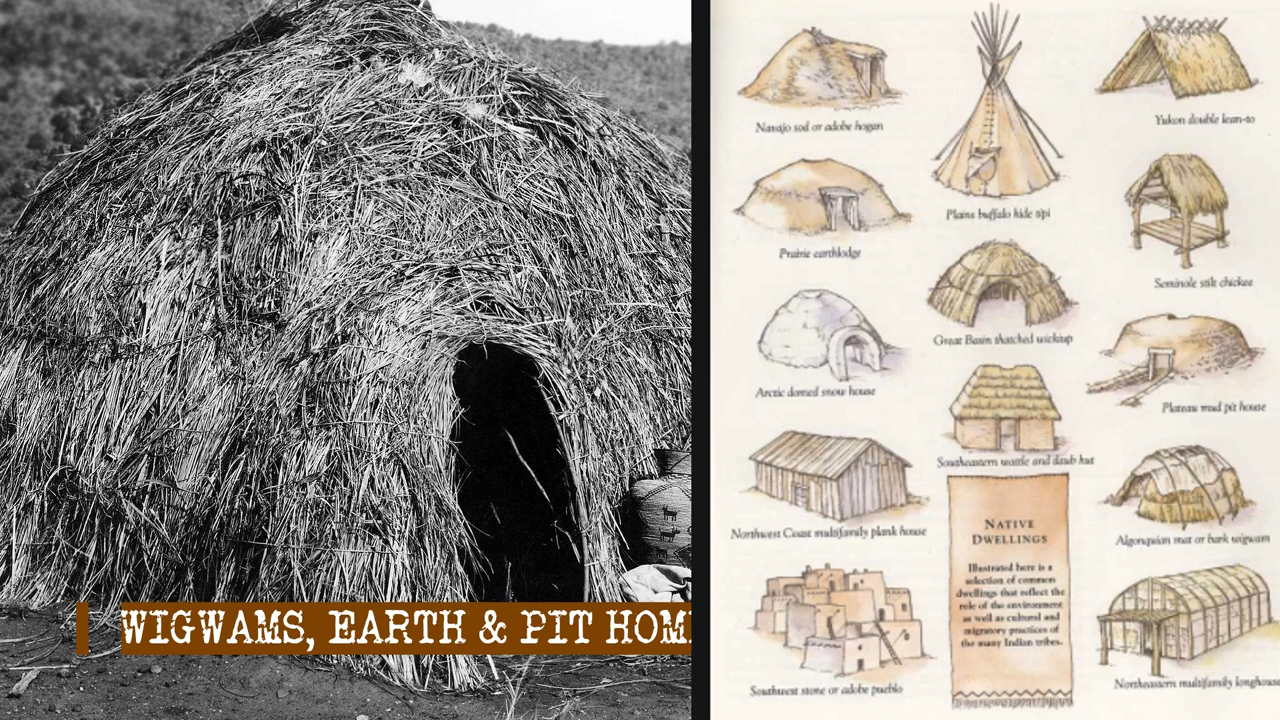 WIGWAMS, EARTH & PIT HOM
Navajo sod or adobe hogan
Plains buffalo hide tipi
Yukon double lean-to
Prairie earthlodge
Seminole stilt chickee
Great Basin thatched wickiup
Arctic domed snow house
Plateau mud pit house
Southeastern wattle and daub hut
Northwest Coast multifamily plank house
Algonquian mat or bark wigwam
NATIVE
DWELLINGS
Illustrated here is a
selection of common
dwellings that reflect the
role of the environment
as well as cultural and
migratory practices of
the many Indian tribes.
Southwest stone or adobe pueblo
Northeastern multifamily longhouse